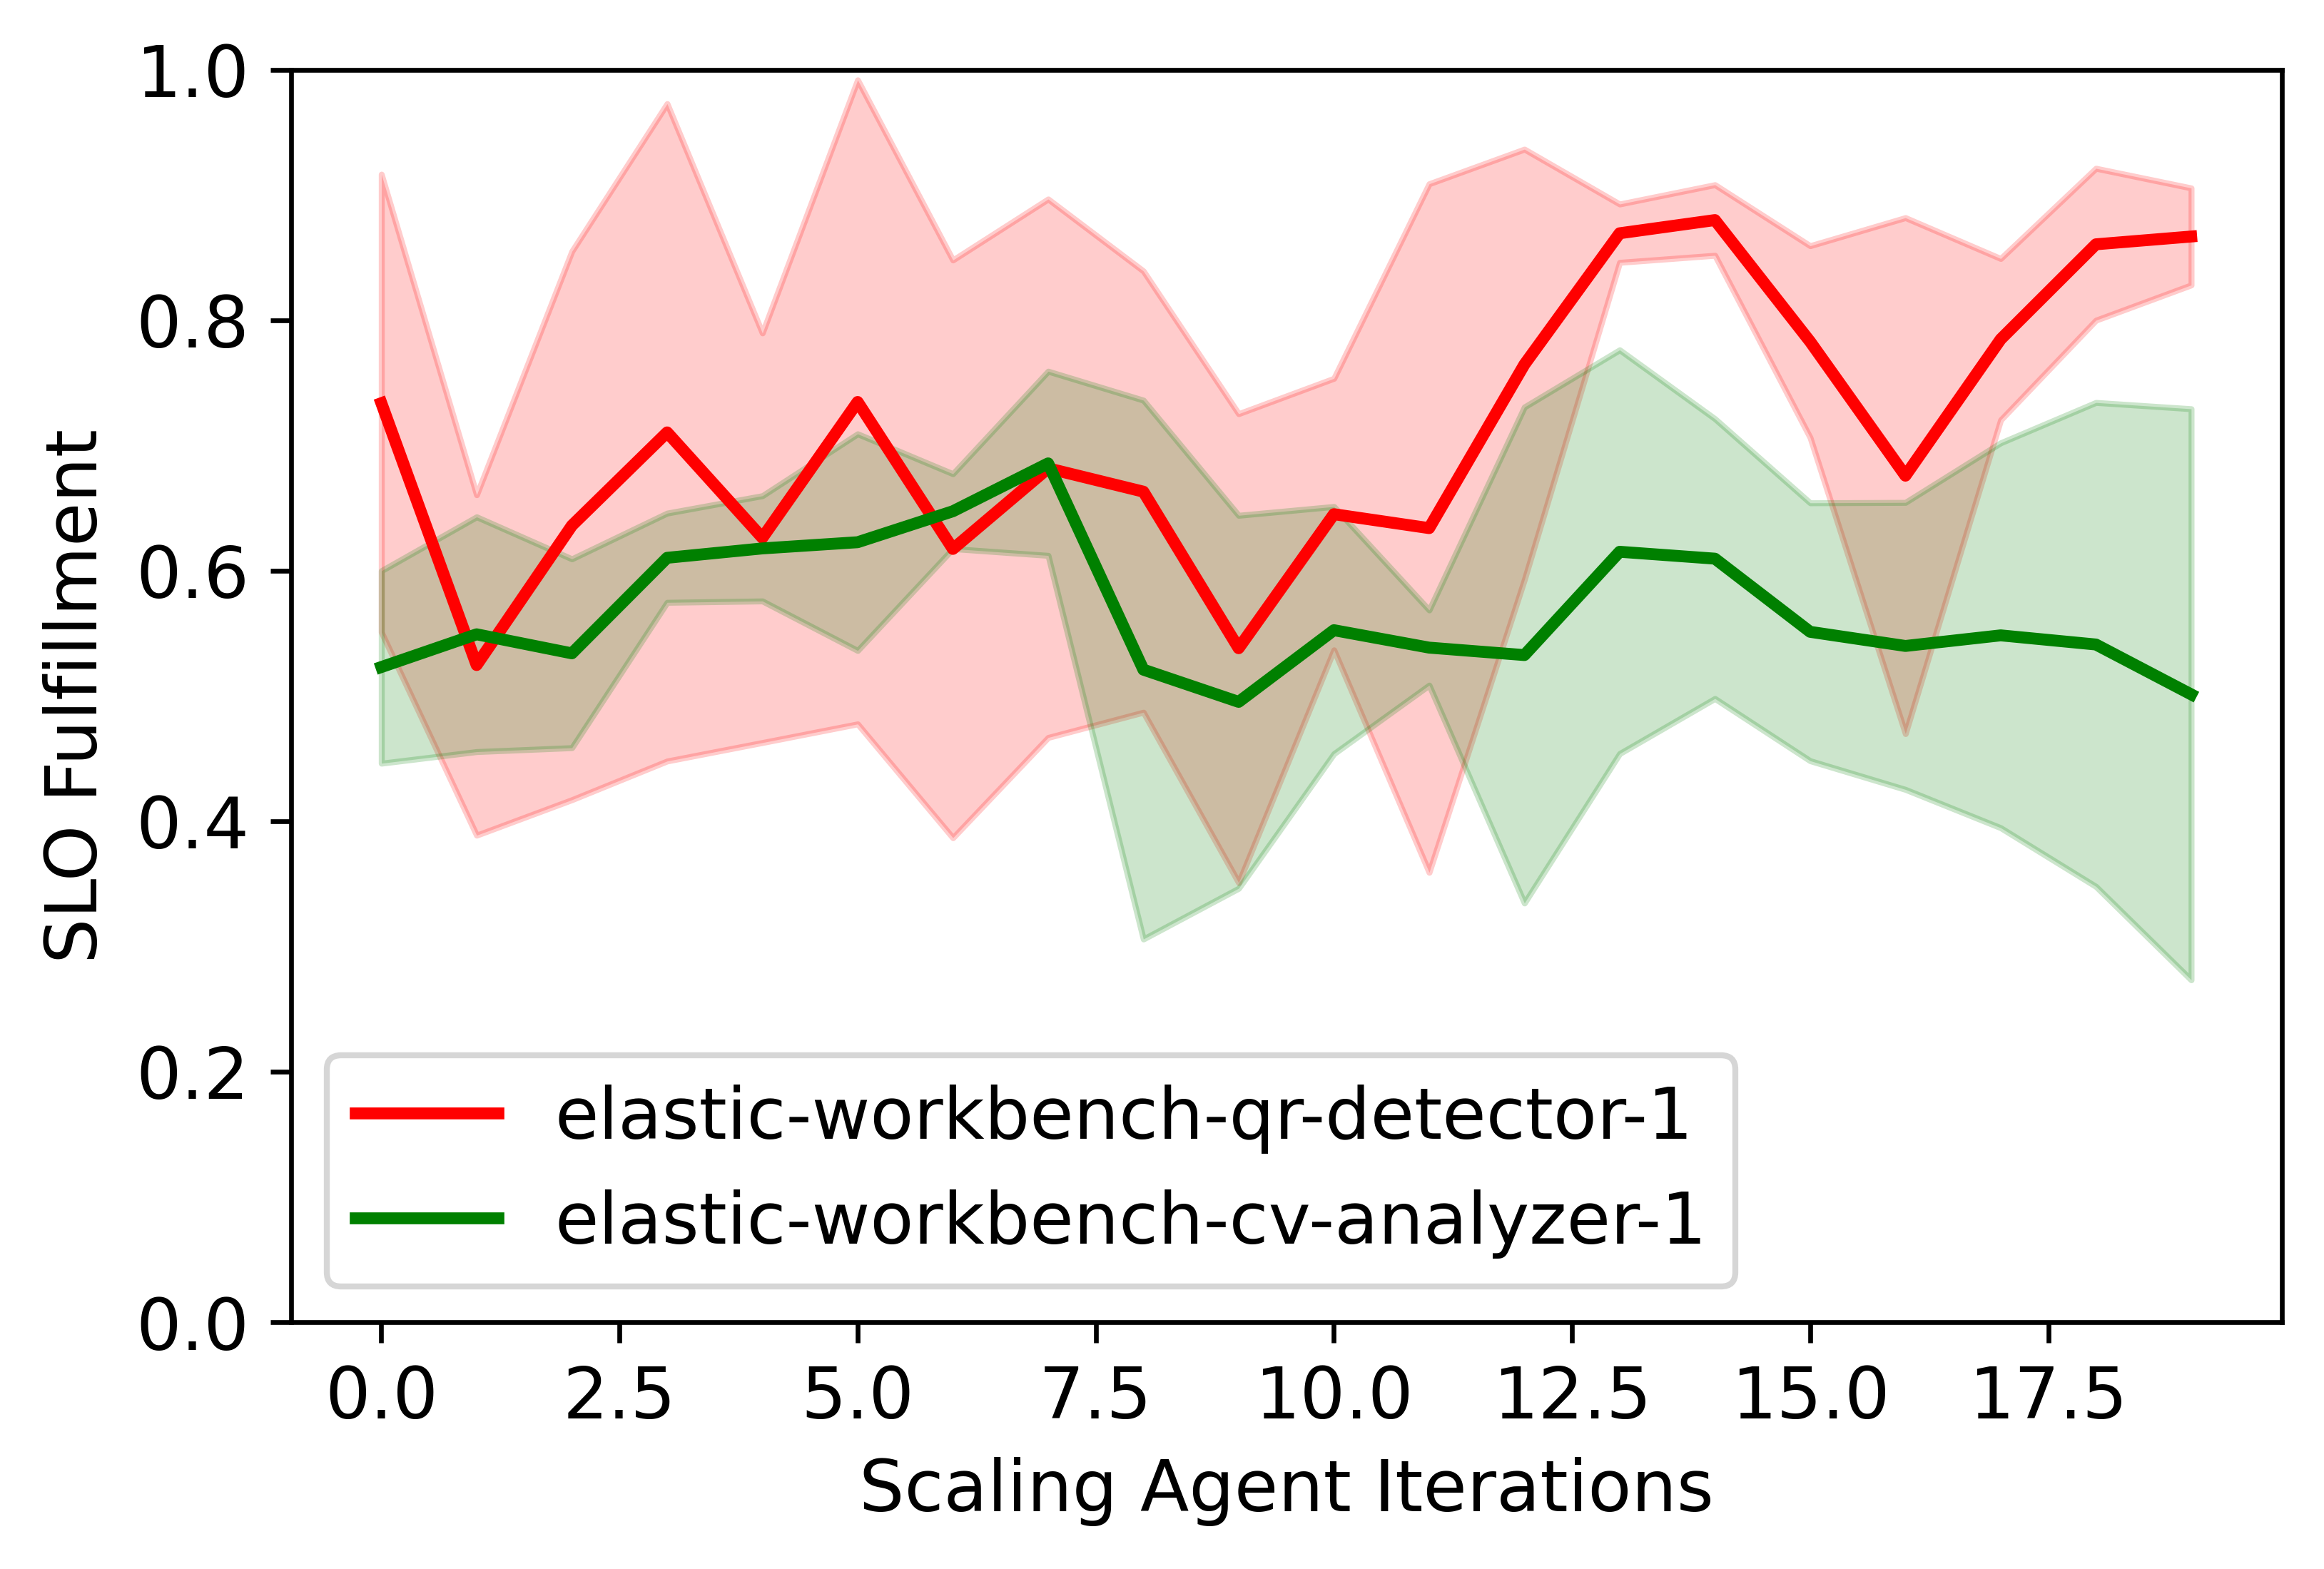 SLO Fulfillment
1.0
0.8
0.6
0.4
0.2
0.0
elastic-workbench-qr-detector-1
elastic-workbench-cv-analyzer-1
0.0 2.5 5.0 7.5 10.0 12.5 15.0 17.5
Scaling Agent Iterations